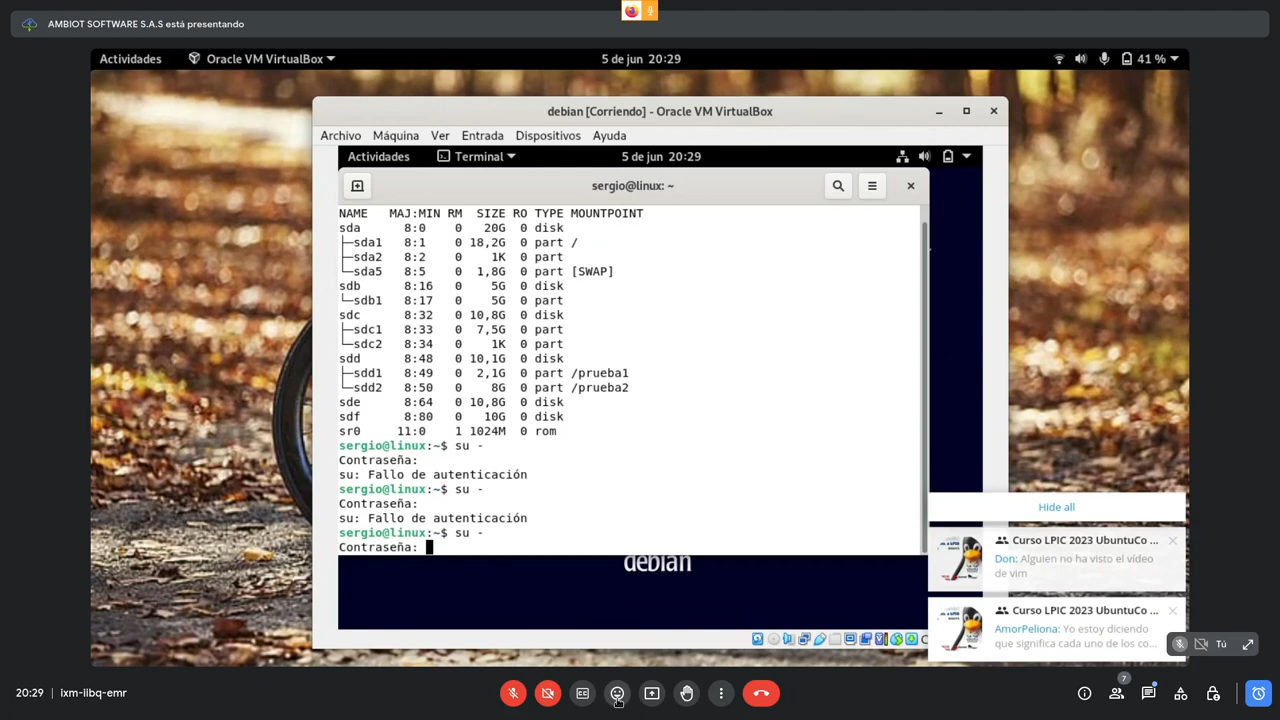 AMBIOT SOFTWARE S.A.S está presentando
Actividades Oracle VM VirtualBox 5 de jun 20:29 41 %
debian [Corriendo] - Oracle VM VirtualBox
Archivo Máquina Ver Entrada Dispositivos Ayuda
Actividades Terminal 5 de jun 20:29
sergio@linux: ~
NAME MAJ:MIN RM SIZE RO TYPE MOUNTPOINT
sda 8:0 0 20G 0 disk
├─sda1 8:1 0 18,2G 0 part /
├─sda2 8:2 0 1K 0 part
└─sda5 8:5 0 1,8G 0 part [SWAP]
sdb 8:16 0 5G 0 disk
└─sdb1 8:17 0 5G 0 part
sdc 8:32 0 10,8G 0 disk
├─sdc1 8:33 0 7,5G 0 part
└─sdc2 8:34 0 1K 0 part
sdd 8:48 0 10,1G 0 disk
├─sdd1 8:49 0 2,1G 0 part /prueba1
└─sdd2 8:50 0 8G 0 part /prueba2
sde 8:64 0 10,8G 0 disk
sdf 8:80 0 10G 0 disk
sr0 11:0 1 1024M 0 rom
sergio@linux:~$ su -
Contraseña:
su: Fallo de autenticación
sergio@linux:~$ su -
Contraseña:
su: Fallo de autenticación
sergio@linux:~$ su -
Contraseña:
debian
Hide all
Curso LPIC 2023 UbuntuCo ...
Don: Alguien no ha visto el vídeo
de vim
Curso LPIC 2023 UbuntuCo ...
AmorPeliona: Yo estoy diciendo
que significa cada uno de los co...
Tú
20:29 ixm-iibq-emr
7